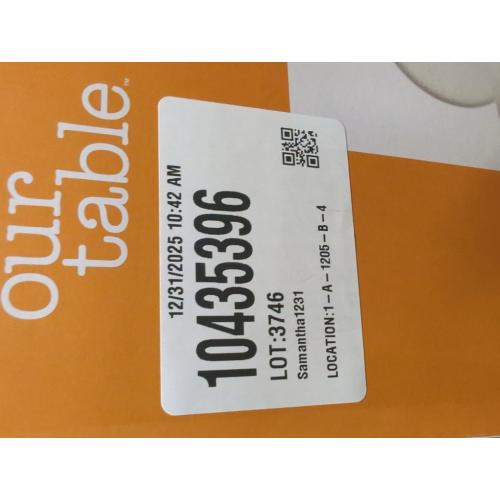 our
table™
12/31/2025 10:42 AM
10435396
LOT:3746
Samantha1231
LOCATION:1-A-1205-B-4